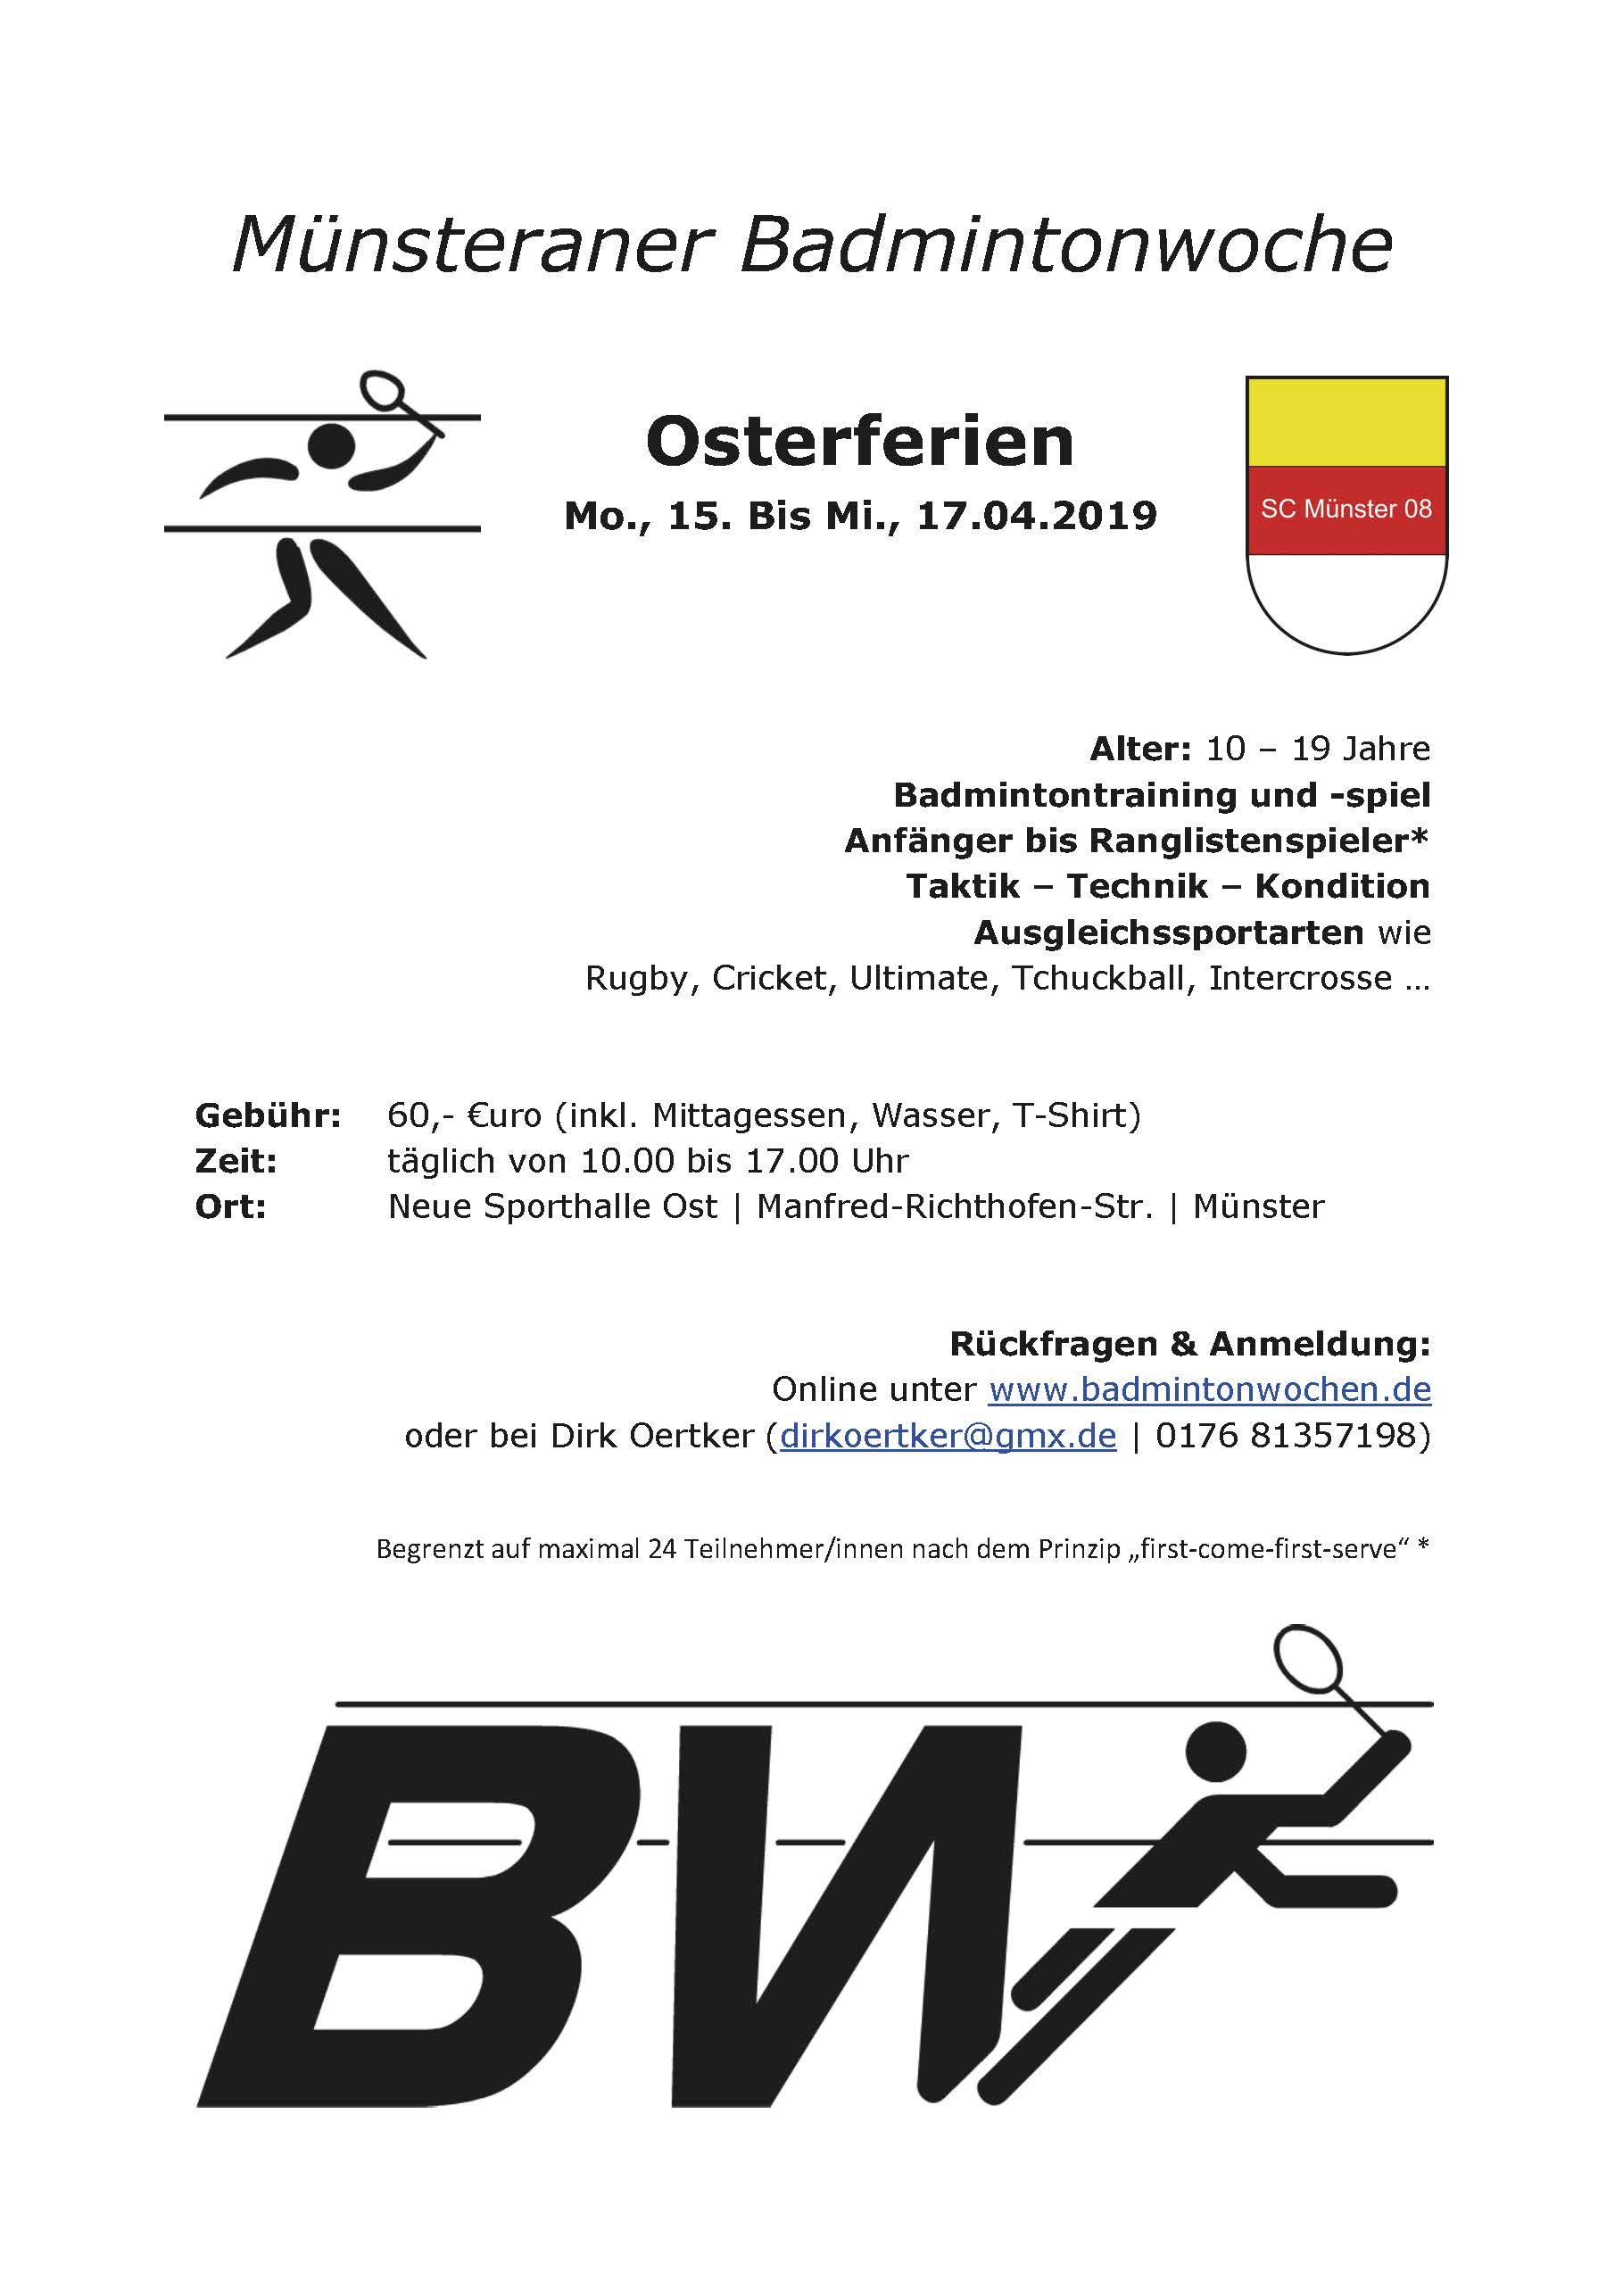 Münsteraner Badmintonwoche
Osterferien
Mo., 15. Bis Mi., 17.04.2019
SC Münster 08
Alter: 10 – 19 Jahre
Badmintontraining und -spiel
Anfänger bis Ranglistenspieler*
Taktik – Technik – Kondition
Ausgleichssportarten wie
Rugby, Cricket, Ultimate, Tchuckball, Intercrosse …
Gebühr: 60,- €uro (inkl. Mittagessen, Wasser, T-Shirt)
Zeit: täglich von 10.00 bis 17.00 Uhr
Ort: Neue Sporthalle Ost | Manfred-Richthofen-Str. | Münster
Rückfragen & Anmeldung:
Online unter www.badmintonwochen.de
oder bei Dirk Oertker (dirkoertker@gmx.de | 0176 81357198)
Begrenzt auf maximal 24 Teilnehmer/innen nach dem Prinzip „first-come-first-serve“ *
BW